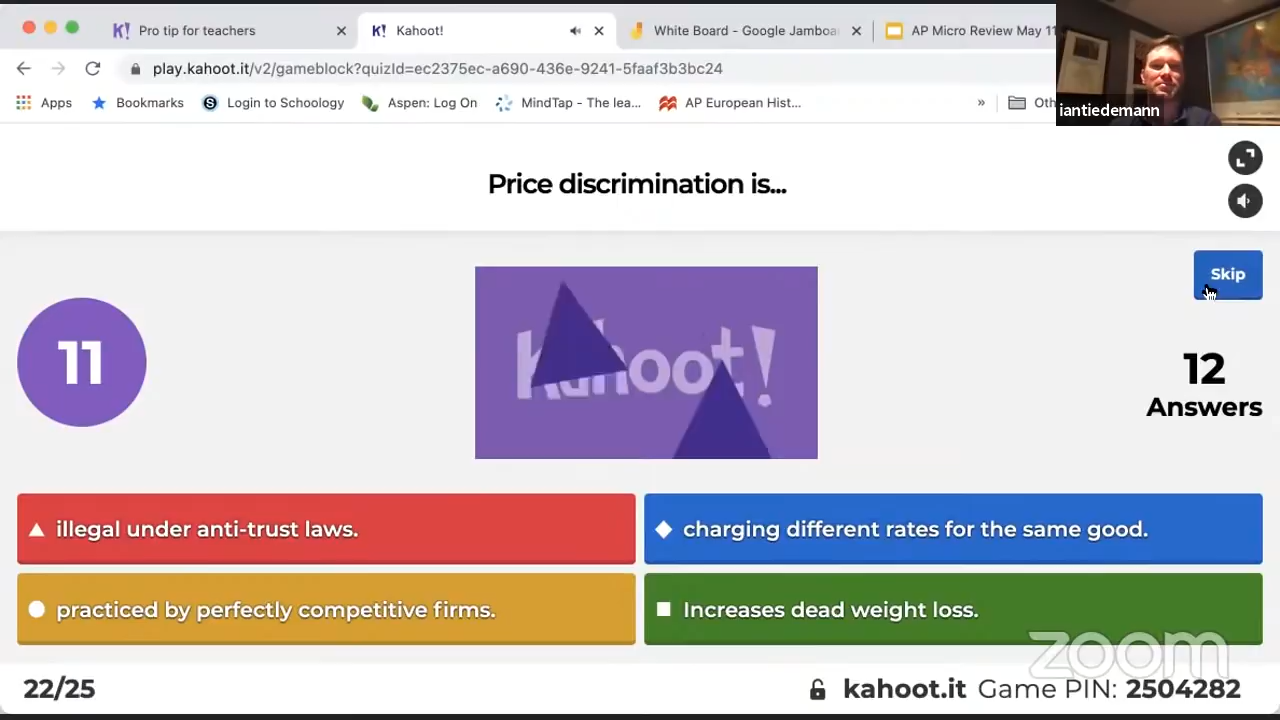 Pro tip for teachers
Kahoot!
White Board - Google Jamboa
AP Micro Review May 11
play.kahoot.it/v2/gameblock?quizId=ec2375ec-a690-436e-9241-5faaf3b3bc24
Apps
Bookmarks
Login to Schoology
Aspen: Log On
MindTap - The lea...
AP European Hist...
»
Oth
iantiedemann
Price discrimination is...
Skip
11
kahoot!
12
Answers
illegal under anti-trust laws.
charging different rates for the same good.
practiced by perfectly competitive firms.
Increases dead weight loss.
zoom
22/25
kahoot.it Game PIN: 2504282